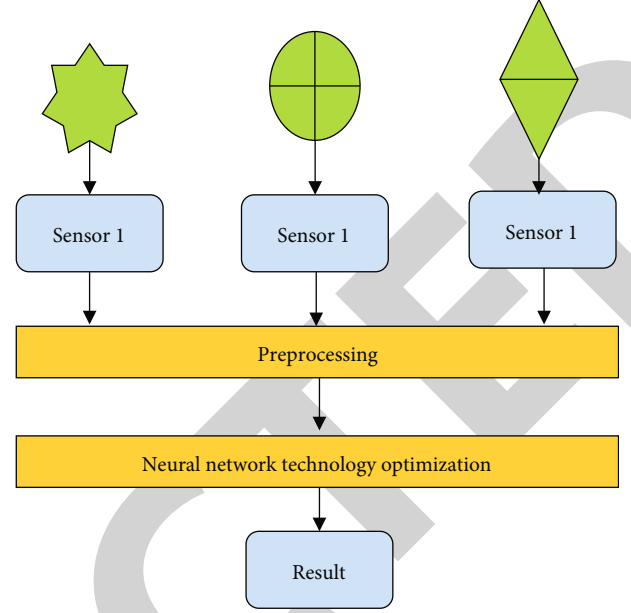 Sensor 1
Sensor 1
Sensor 1
Preprocessing
Neural network technology optimization
Result